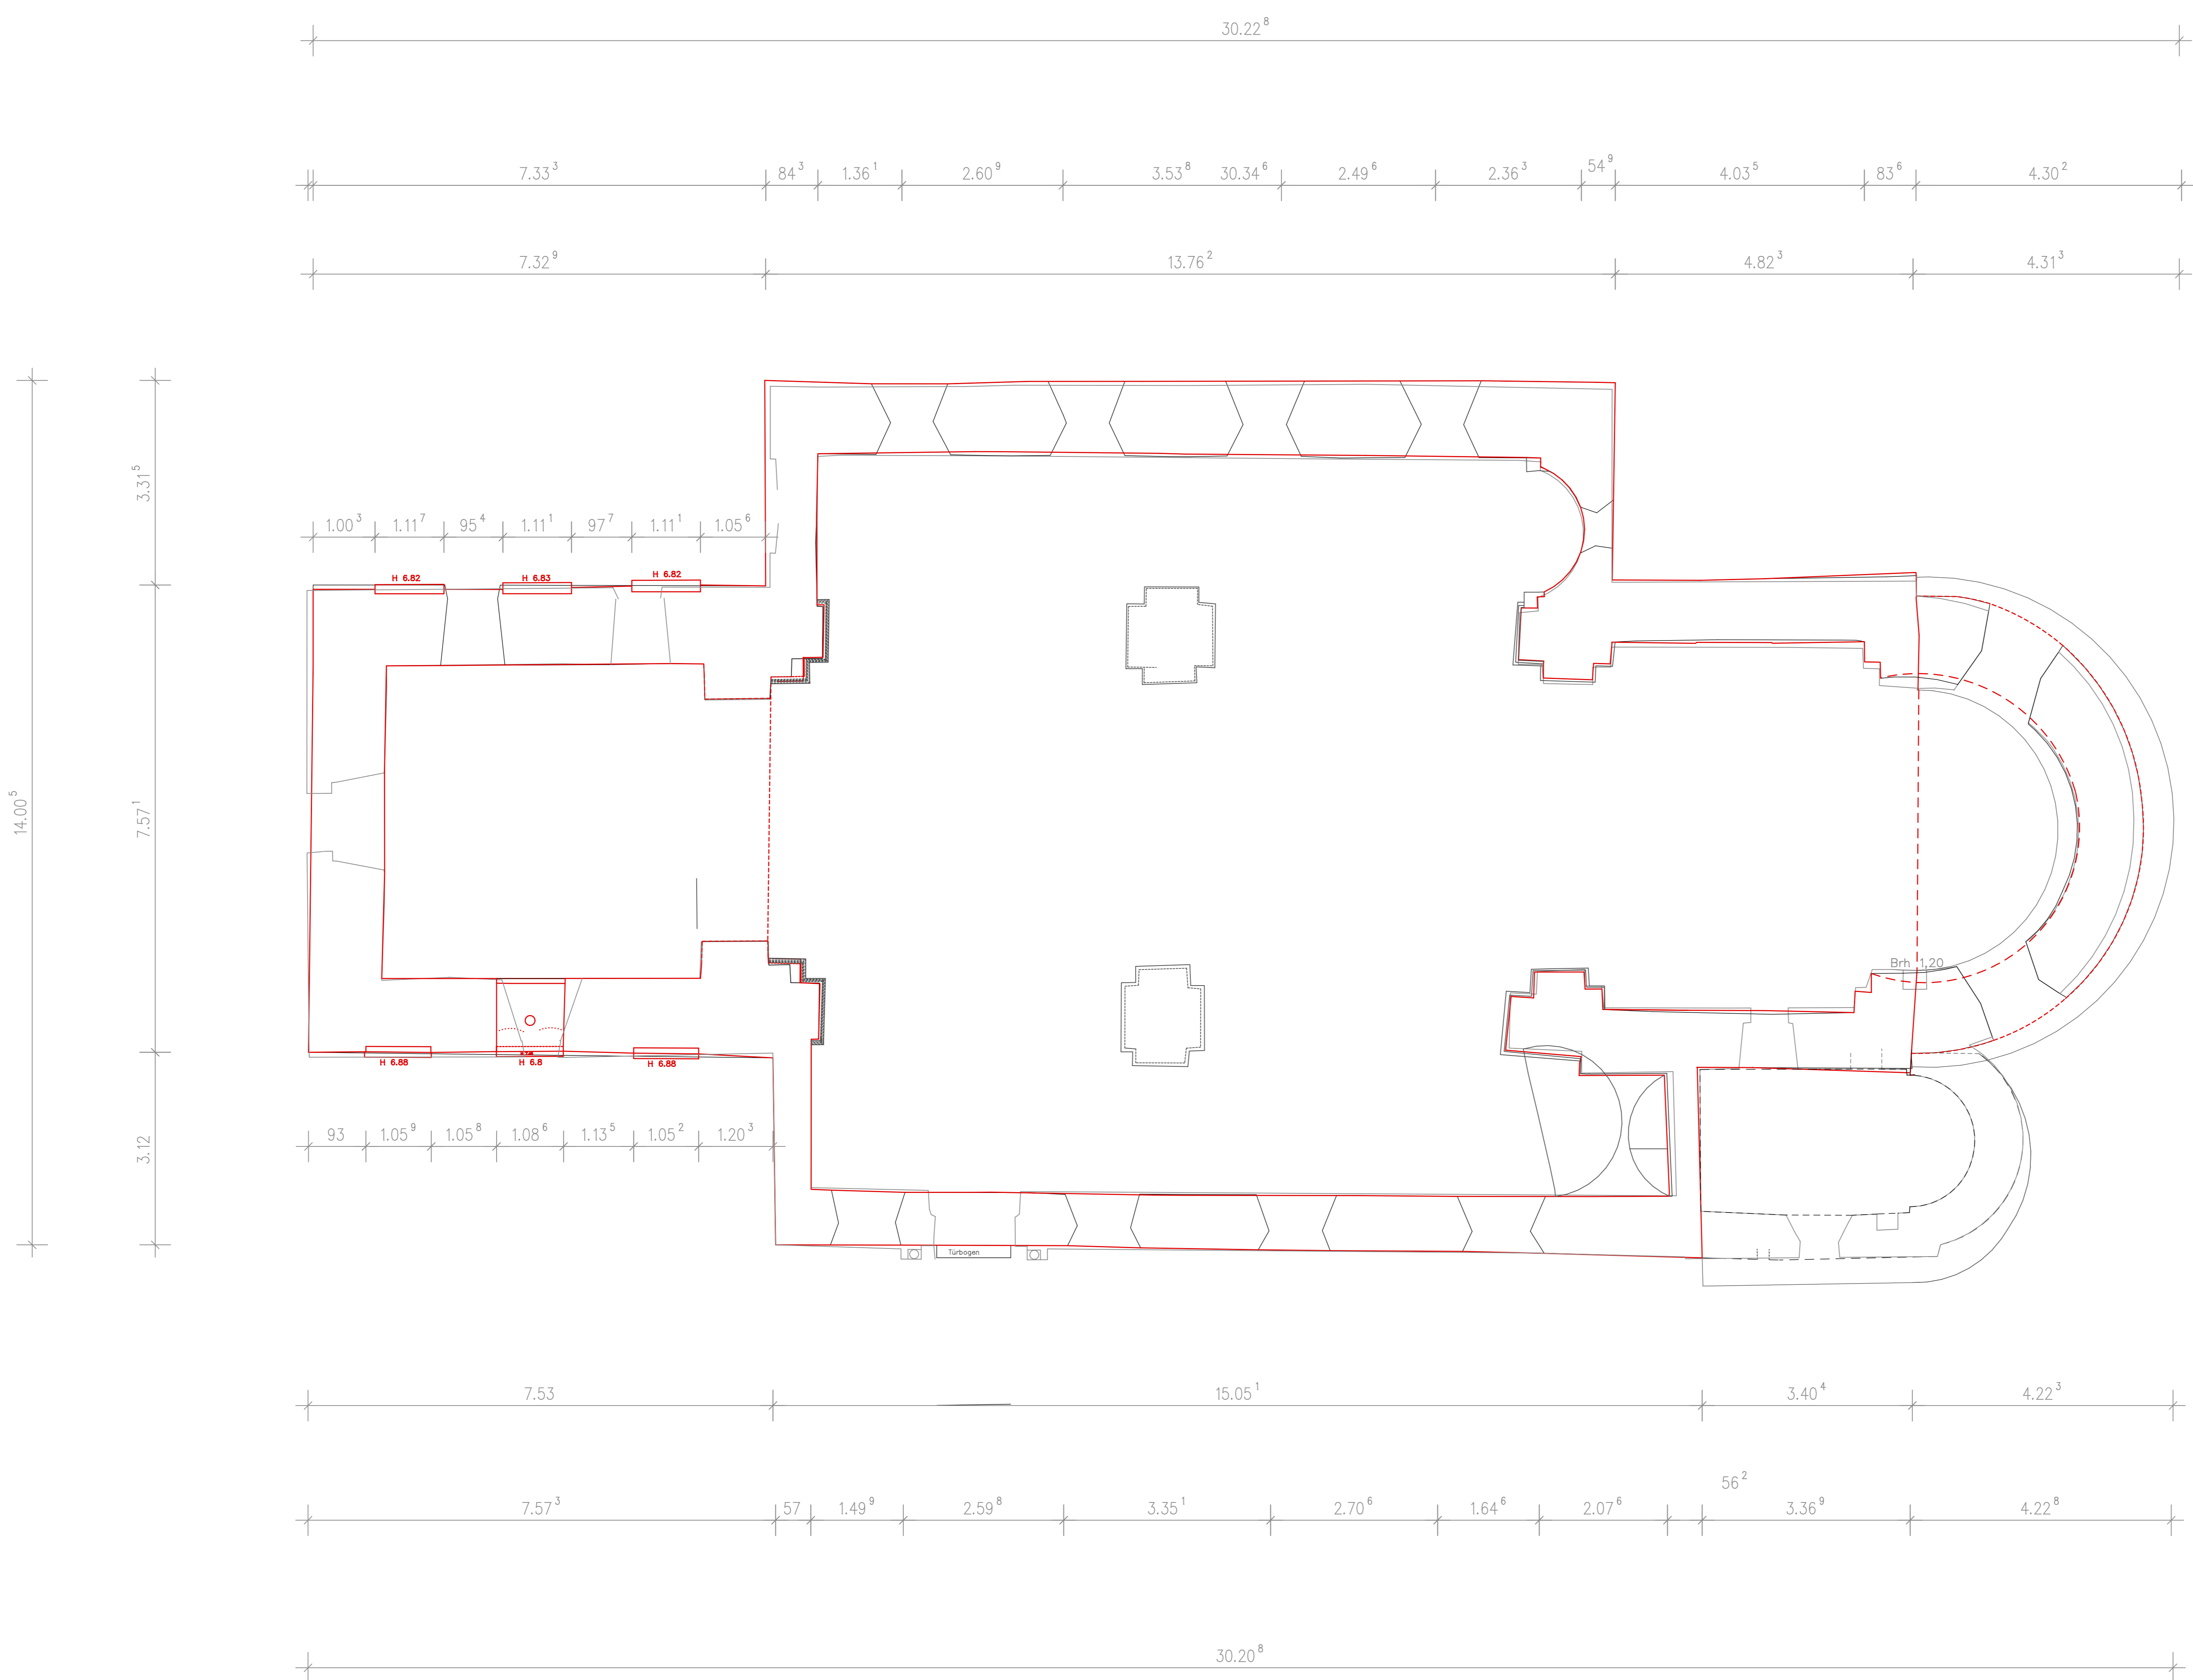 30.22⁸
7.33³ 84³ 1.36¹ 2.60⁹ 3.53⁸ 30.34⁶ 2.49⁶ 2.36³ 54⁹ 4.03⁵ 83⁶ 4.30²
7.32⁹ 13.76² 4.82³ 4.31³
3.31⁵
1.00³ 1.11⁷ 95⁴ 1.11¹ 97⁷ 1.11¹ 1.05⁶
H 6.82 H 6.83 H 6.82
14.00⁵
7.57¹
Brh 1,20
H 6.88 H 6.8 H 6.88
93 1.05⁹ 1.05⁸ 1.08⁶ 1.13⁵ 1.05² 1.20³
3.12
Türbogen
7.53 15.05¹ 3.40⁴ 4.22³
56²
7.57³ 57 1.49⁹ 2.59⁸ 3.35¹ 2.70⁶ 1.64⁶ 2.07⁶ 3.36⁹ 4.22⁸
30.20⁸